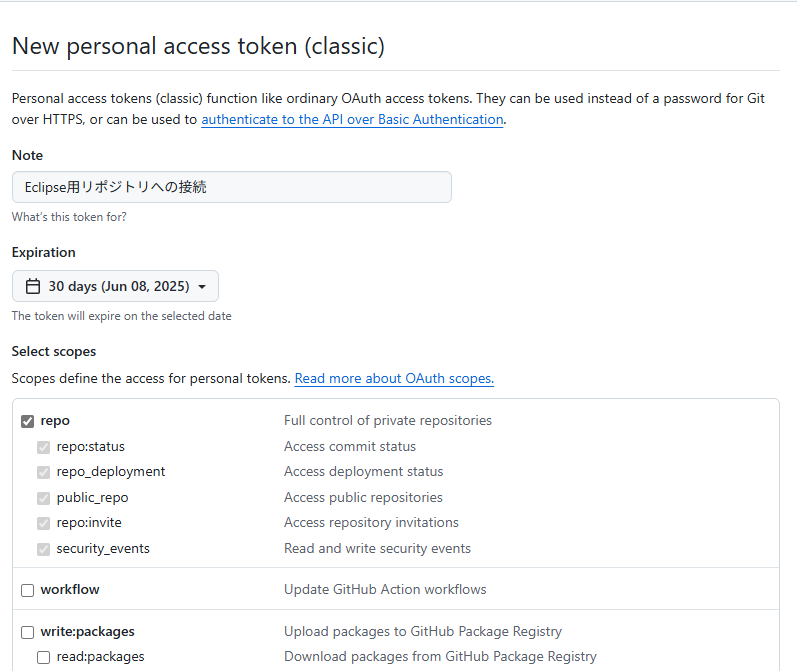 New personal access token (classic)
Personal access tokens (classic) function like ordinary OAuth access tokens. They can be used instead of a password for Git
over HTTPS, or can be used to authenticate to the API over Basic Authentication.
Note
Eclipse用リポジトリへの接続
What's this token for?
Expiration
30 days (Jun 08, 2025)
The token will expire on the selected date
Select scopes
Scopes define the access for personal tokens. Read more about OAuth scopes.
repo Full control of private repositories
repo:status Access commit status
repo_deployment Access deployment status
public_repo Access public repositories
repo:invite Access repository invitations
security_events Read and write security events
workflow Update GitHub Action workflows
write:packages Upload packages to GitHub Package Registry
read:packages Download packages from GitHub Package Registry